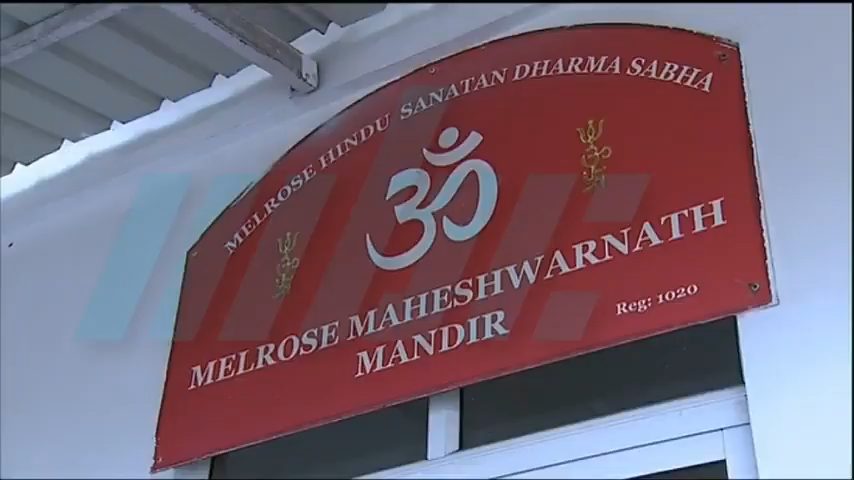 MELROSE HINDU SANATAN DHARMA SABHA
ॐ
MELROSE MAHESHWARNATH
MANDIR
Reg: 1020